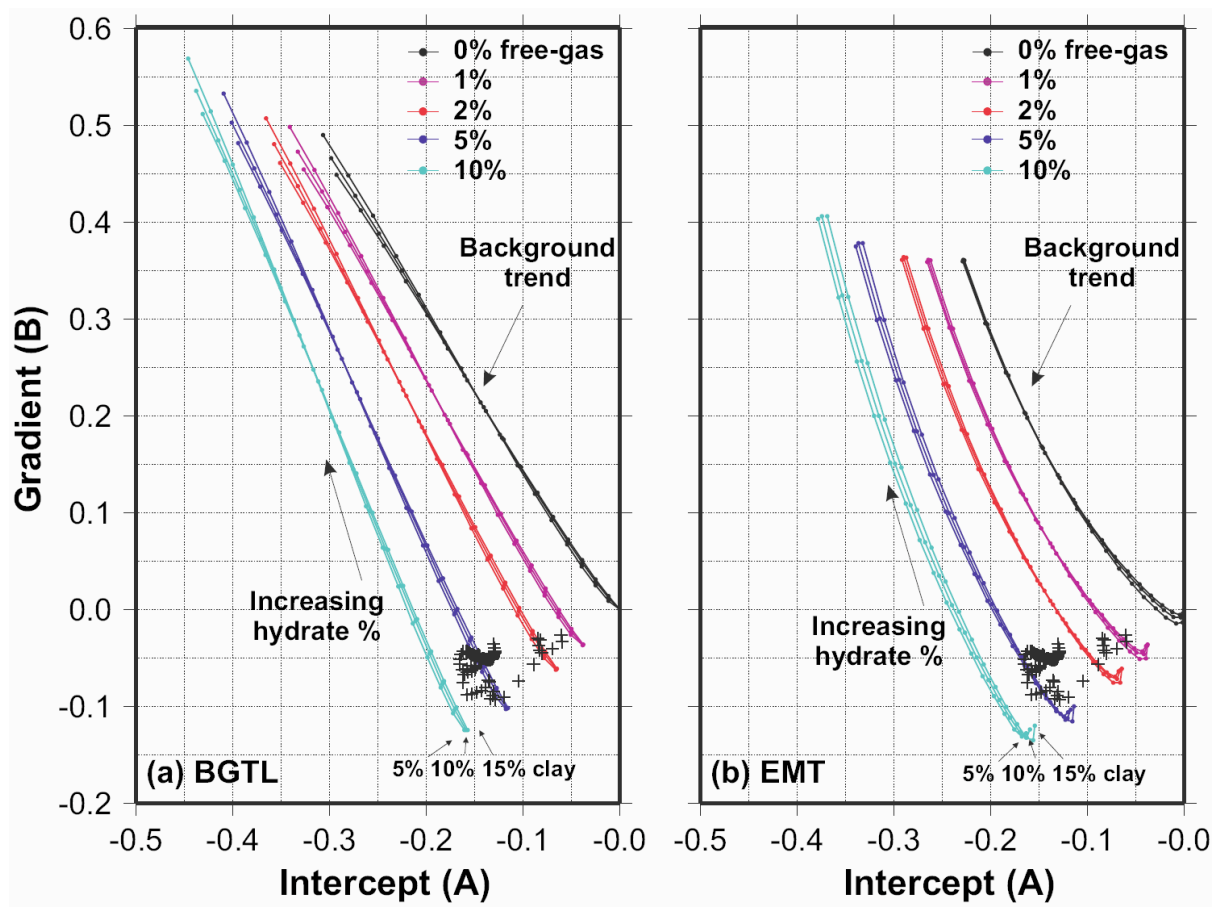 0.6
0.5
0.4
0.3
0.2
0.1
0.0
-0.1
-0.2
Gradient (B)
0% free-gas
1%
2%
5%
10%
Background
trend
Increasing
hydrate %
5% 10% 15% clay
(a) BGTL
-0.5 -0.4 -0.3 -0.2 -0.1 -0.0
Intercept (A)
0% free-gas
1%
2%
5%
10%
Background
trend
Increasing
hydrate %
5% 10% 15% clay
(b) EMT
-0.5 -0.4 -0.3 -0.2 -0.1 -0.0
Intercept (A)